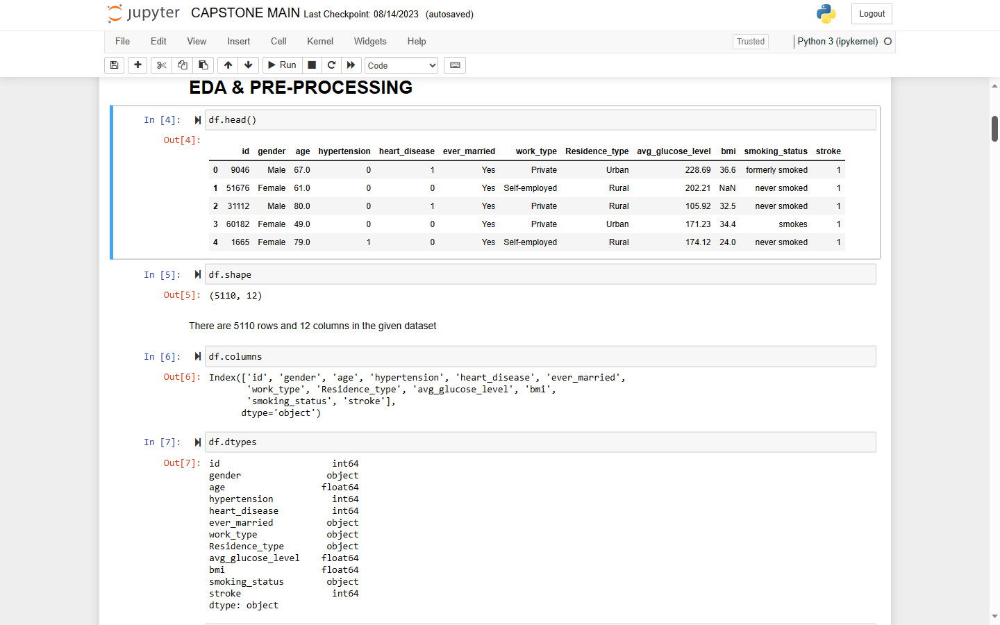 jupyter CAPSTONE MAIN Last Checkpoint: 08/14/2023 (autosaved) Logout
File Edit View Insert Cell Kernel Widgets Help Trusted Python 3 (ipykernel)
Run Code
EDA & PRE-PROCESSING
In [4]: df.head()
Out[4]:
id gender age hypertension heart_disease ever_married work_type Residence_type avg_glucose_level bmi smoking_status stroke
0 9046 Male 67.0 0 1 Yes Private Urban 228.69 36.6 formerly smoked 1
1 51676 Female 61.0 0 0 Yes Self-employed Rural 202.21 NaN never smoked 1
2 31112 Male 80.0 0 1 Yes Private Rural 105.92 32.5 never smoked 1
3 60182 Female 49.0 0 0 Yes Private Urban 171.23 34.4 smokes 1
4 1665 Female 79.0 1 0 Yes Self-employed Rural 174.12 24.0 never smoked 1
In [5]: df.shape
Out[5]: (5110, 12)
There are 5110 rows and 12 columns in the given dataset
In [6]: df.columns
Out[6]: Index(['id', 'gender', 'age', 'hypertension', 'heart_disease', 'ever_married',
'work_type', 'Residence_type', 'avg_glucose_level', 'bmi',
'smoking_status', 'stroke'],
dtype='object')
In [7]: df.dtypes
Out[7]: id int64
gender object
age float64
hypertension int64
heart_disease int64
ever_married object
work_type object
Residence_type object
avg_glucose_level float64
bmi float64
smoking_status object
stroke int64
dtype: object